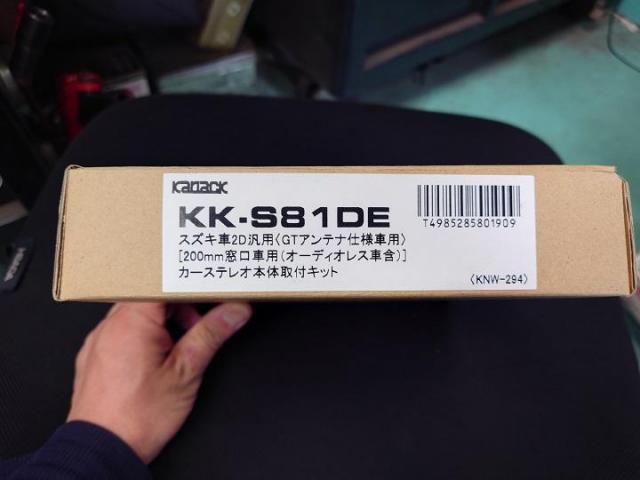 KANACK
KK-S81DE
T4985285801909
スズキ車2D汎用〈GTアンテナ仕様車用〉
[200mm窓口車用(オーディオレス車含)]
カーステレオ本体取付キット
〈KNW-294〉